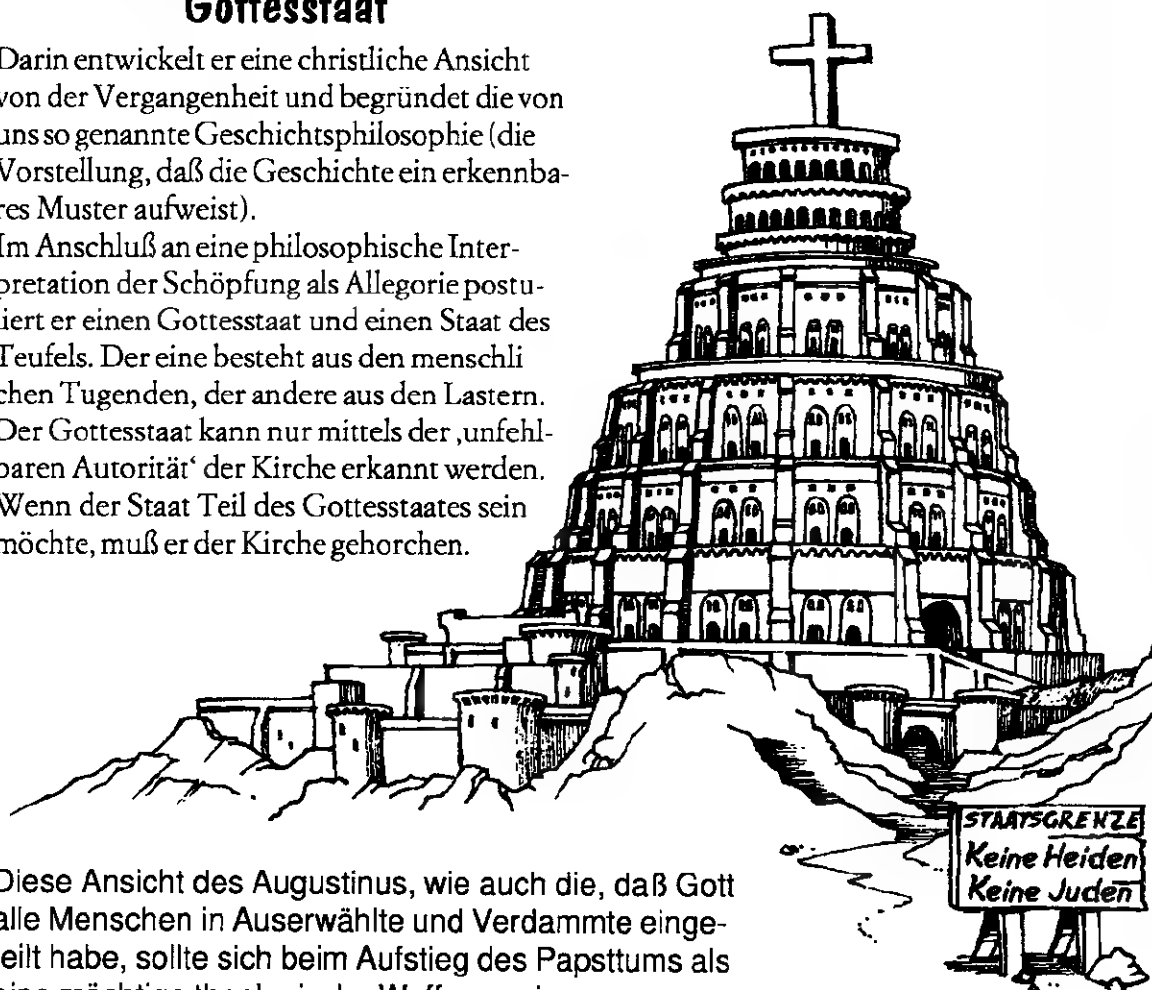 Gottesstaat
Darin entwickelt er eine christliche Ansicht
von der Vergangenheit und begründet die von
uns so genannte Geschichtsphilosophie (die
Vorstellung, daß die Geschichte ein erkennba-
res Muster aufweist).
Im Anschluß an eine philosophische Inter-
pretation der Schöpfung als Allegorie postu-
liert er einen Gottesstaat und einen Staat des
Teufels. Der eine besteht aus den menschli
chen Tugenden, der andere aus den Lastern.
Der Gottesstaat kann nur mittels der ‚unfehl-
baren Autorität‘ der Kirche erkannt werden.
Wenn der Staat Teil des Gottesstaates sein
möchte, muß er der Kirche gehorchen.
STAATSGRENZE
Keine Heiden
Keine Juden
Diese Ansicht des Augustinus, wie auch die, daß Gott
alle Menschen in Auserwählte und Verdammte einge-
teilt habe, sollte sich beim Aufstieg des Papsttums als